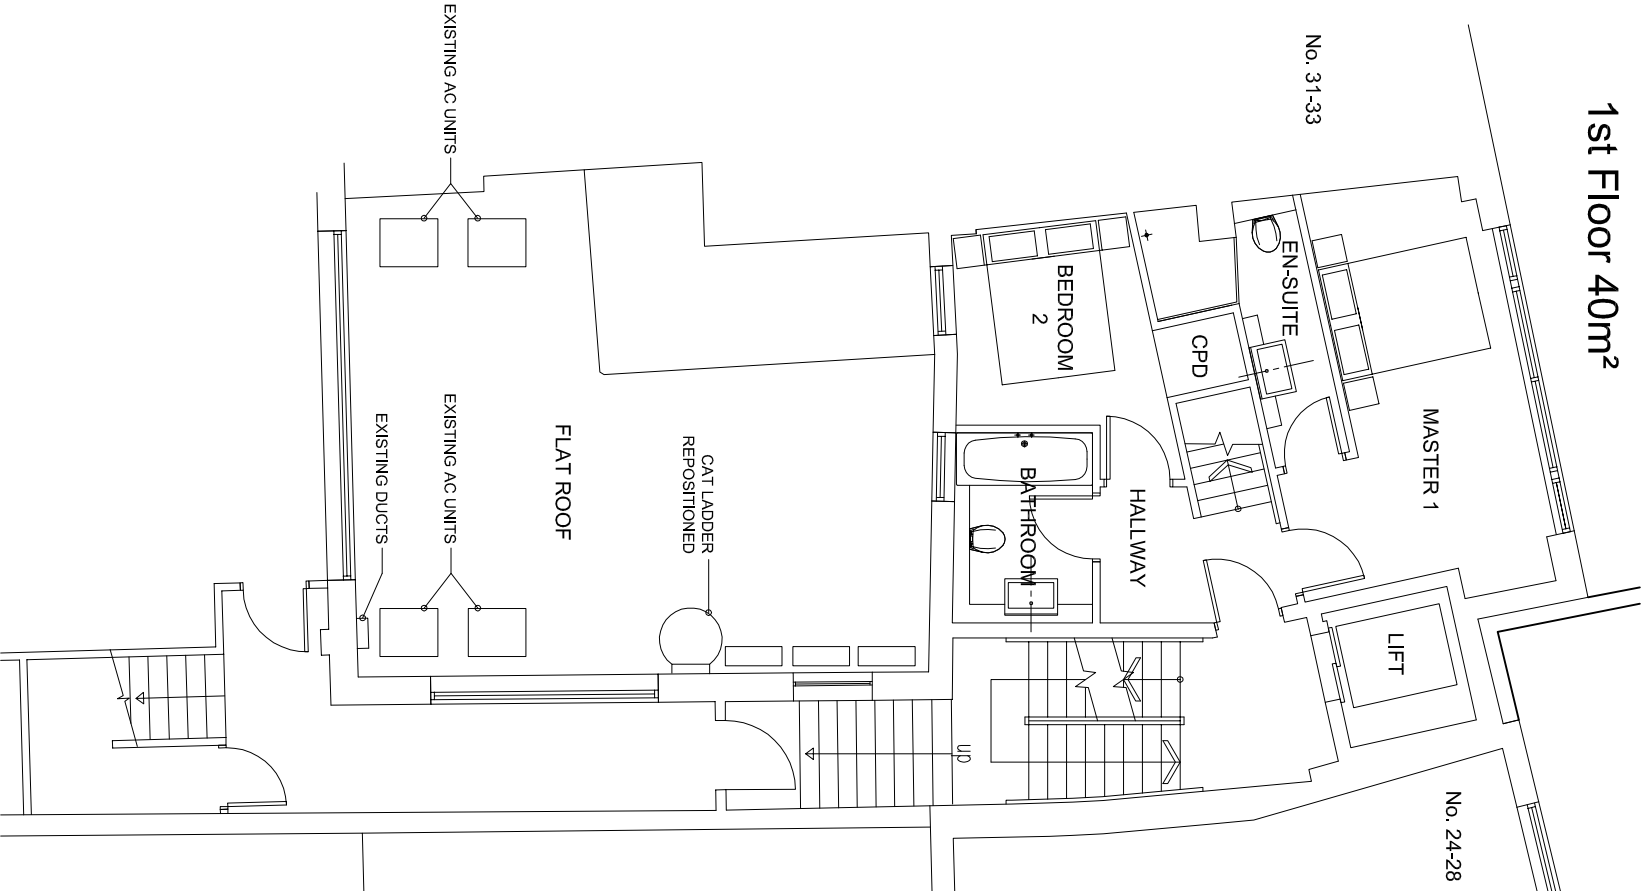 1st Floor 40m²
No. 31-33
MASTER 1
EN-SUITE
CPD
BEDROOM
2
BATHROOM
HALLWAY
LIFT
No. 24-28
up
CAT LADDER
REPOSITIONED
FLAT ROOF
EXISTING AC UNITS
EXISTING AC UNITS
EXISTING DUCTS